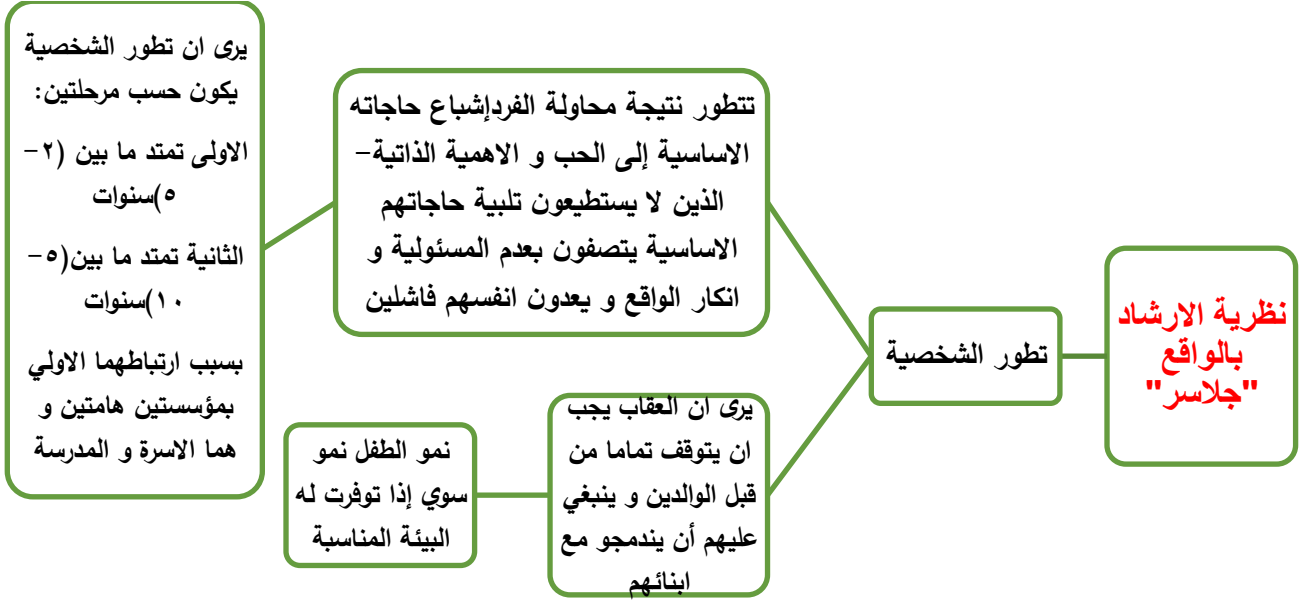 نظرية الارشاد
بالواقع
"جلاسر"
تطور الشخصية
تتطور نتيجة محاولة الفردإشباع حاجاته
الاساسية إلى الحب و الاهمية الذاتية-
الذين لا يستطيعون تلبية حاجاتهم
الاساسية يتصفون بعدم المسئولية و
انكار الواقع و يعدون انفسهم فاشلين
يرى ان تطور الشخصية
يكون حسب مرحلتين:
الاولى تمتد ما بين (٢-
٥)سنوات
الثانية تمتد ما بين(٥-
١٠)سنوات
بسبب ارتباطهما الاولي
بمؤسستين هامتين و
هما الاسرة و المدرسة
يرى ان العقاب يجب
ان يتوقف تماما من
قبل الوالدين و ينبغي
عليهم أن يندمجو مع
ابنائهم
نمو الطفل نمو
سوي إذا توفرت له
البيئة المناسبة